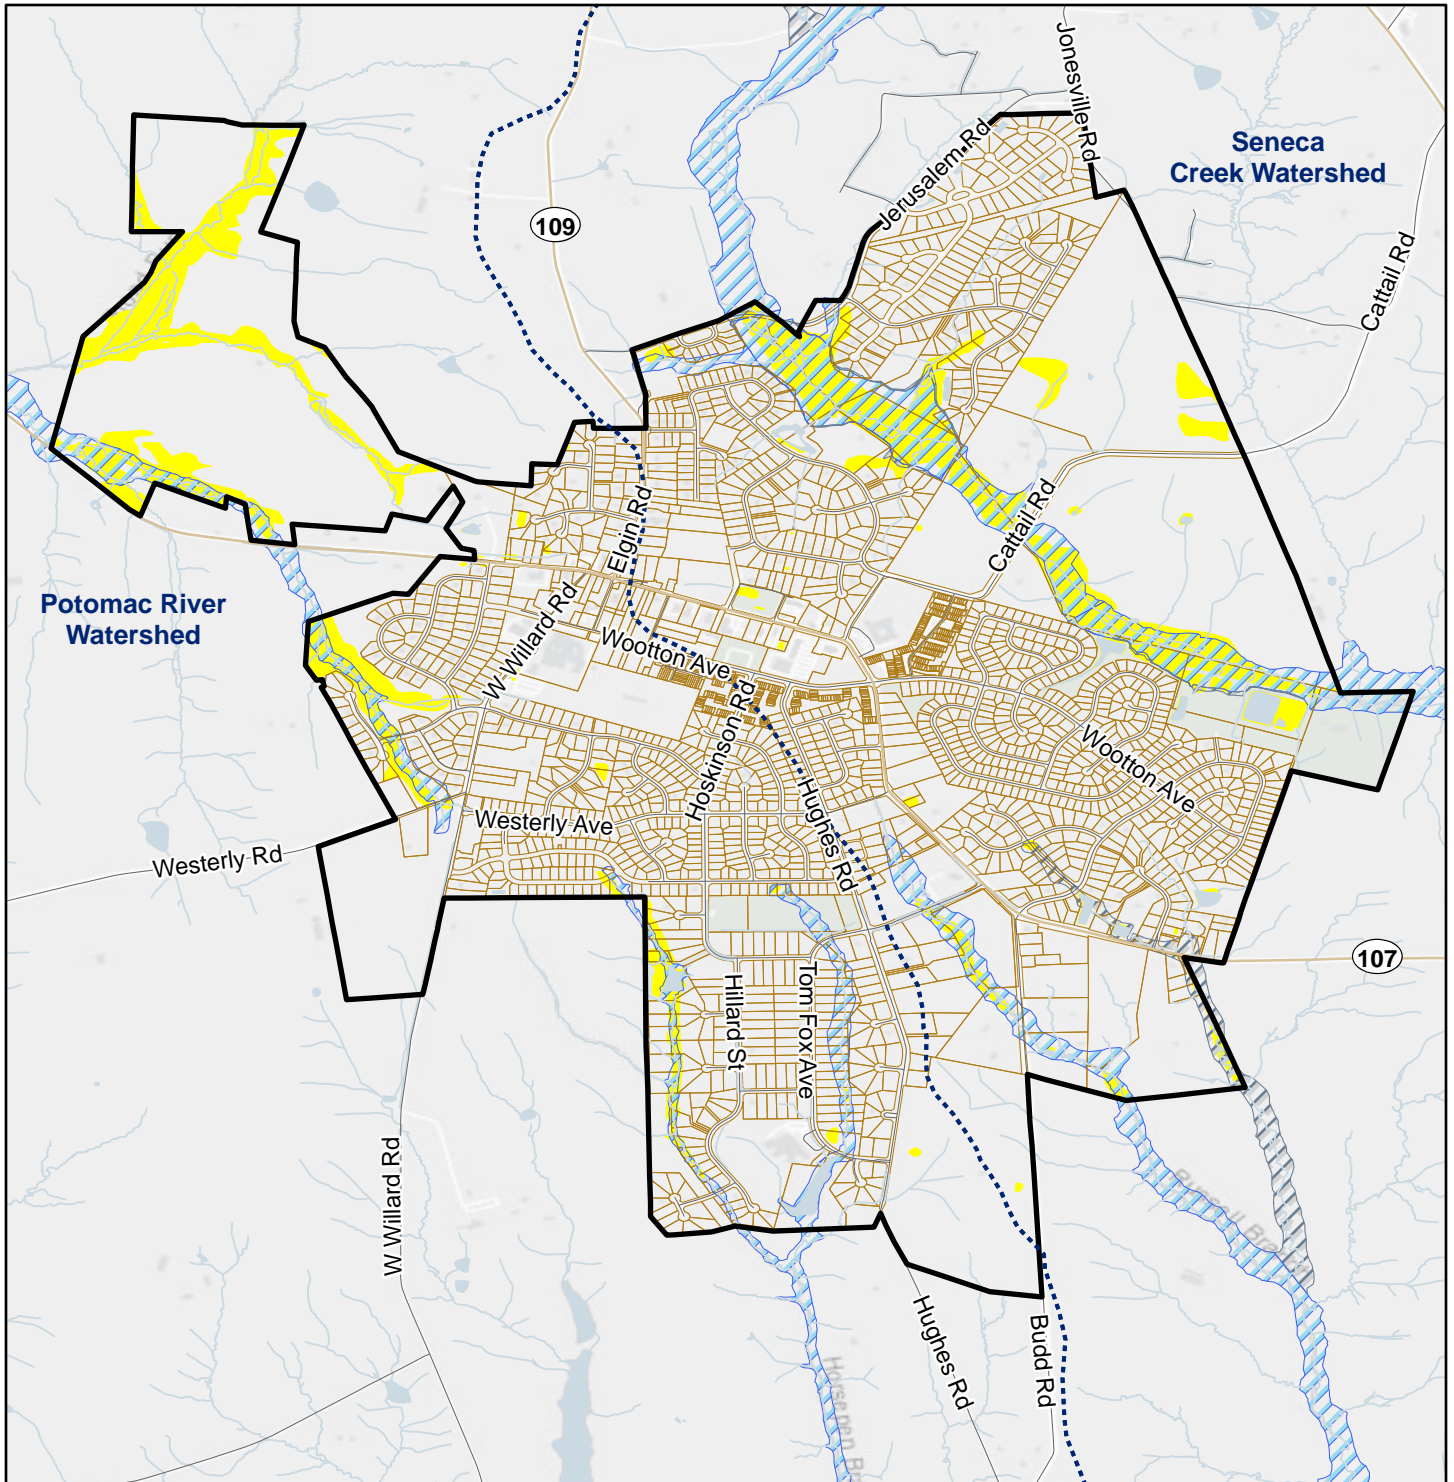 Jonesville Rd
Seneca
Creek Watershed
Jerusalem Rd
109
Cattail Rd
Elgin Rd
Cattail Rd
Potomac River
Watershed
W Willard Rd
Wootton Ave
Hoskinson Rd
Wootton Ave
Hughes Rd
Westerly Ave
Westerly Rd
107
Hillard St
Tom Fox Ave
W Willard Rd
Hughes Rd
Budd Rd